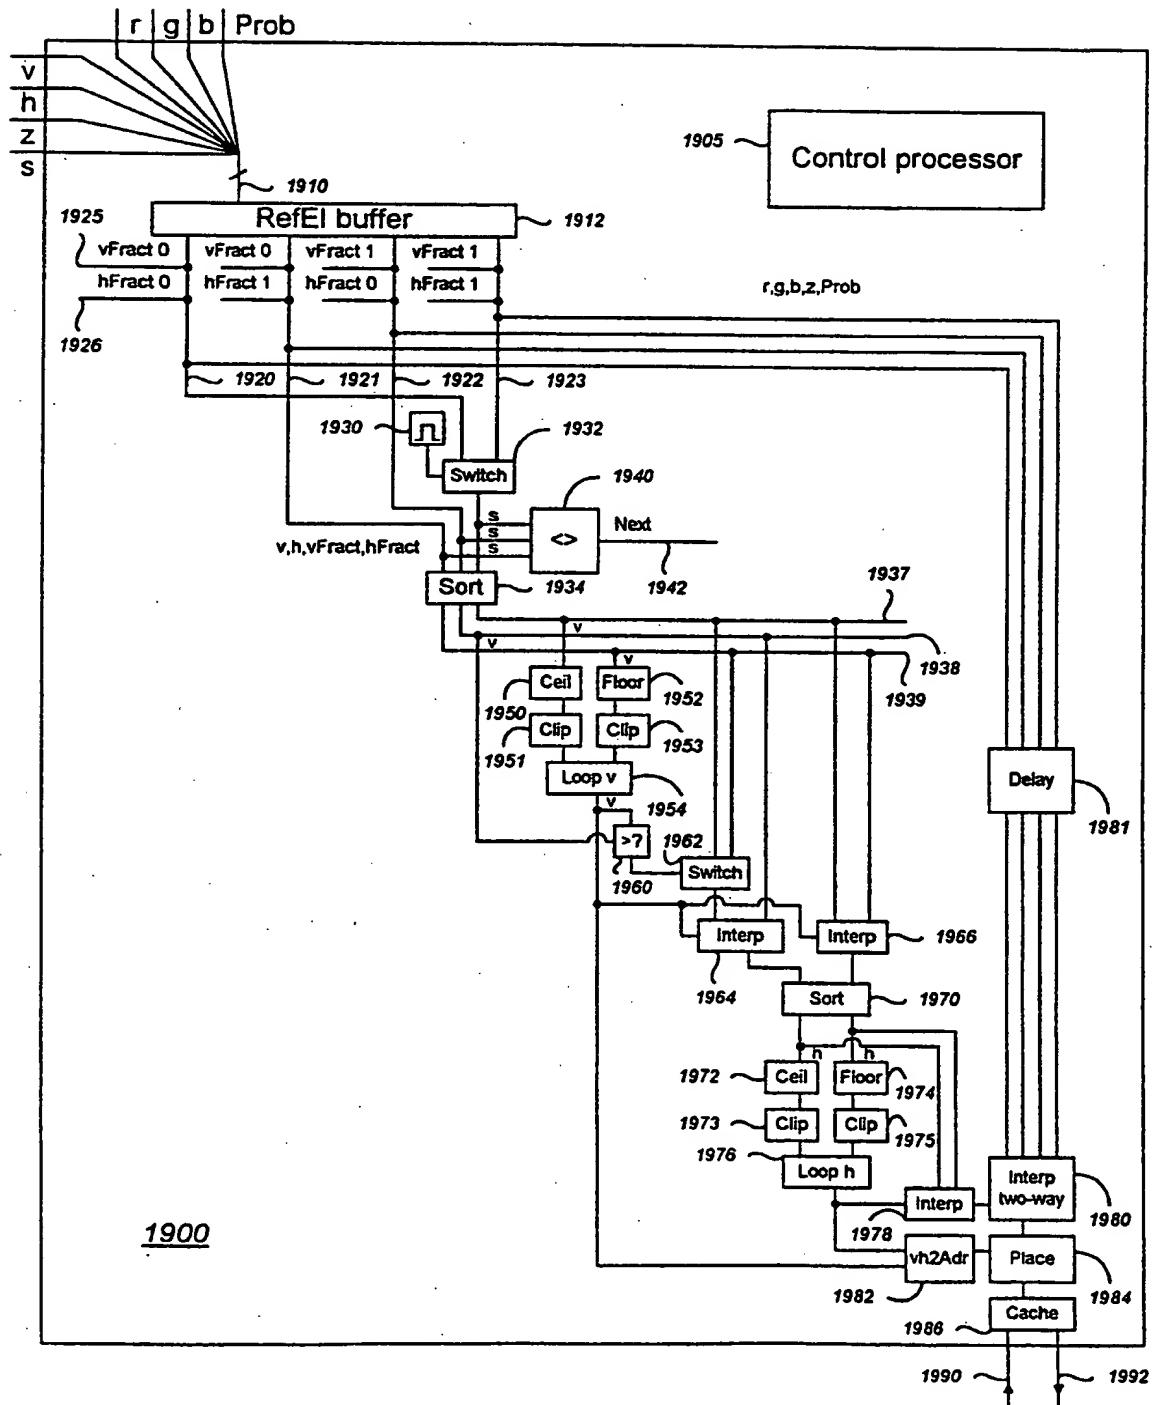 r g b Prob
v
h
z
s
1905
Control processor
1910
RefEl buffer
1912
1925
vFract 0 vFract 0 vFract 1 vFract 1
hFract 0 hFract 1 hFract 0 hFract 1
1926
r,g,b,z,Prob
1920 1921 1922 1923
1930
Switch
1932
1940
s
s
s
<>
Next
1942
v,h,vFract,hFract
Sort
1934
1937
v
v
1938
v
1939
Ceil Floor
1950 1952
Clip Clip
1951 1953
Loop v
1954
v
Delay
1981
>?
1960
1962
Switch
Interp
1964
Interp
1966
Sort
1970
h h
1972
Ceil Floor
1974
1973
Clip Clip
1975
1976
Loop h
Interp
1978
Interp
two-way
1980
1900
vh2Adr
1982
Place
1984
Cache
1986
1990 1992